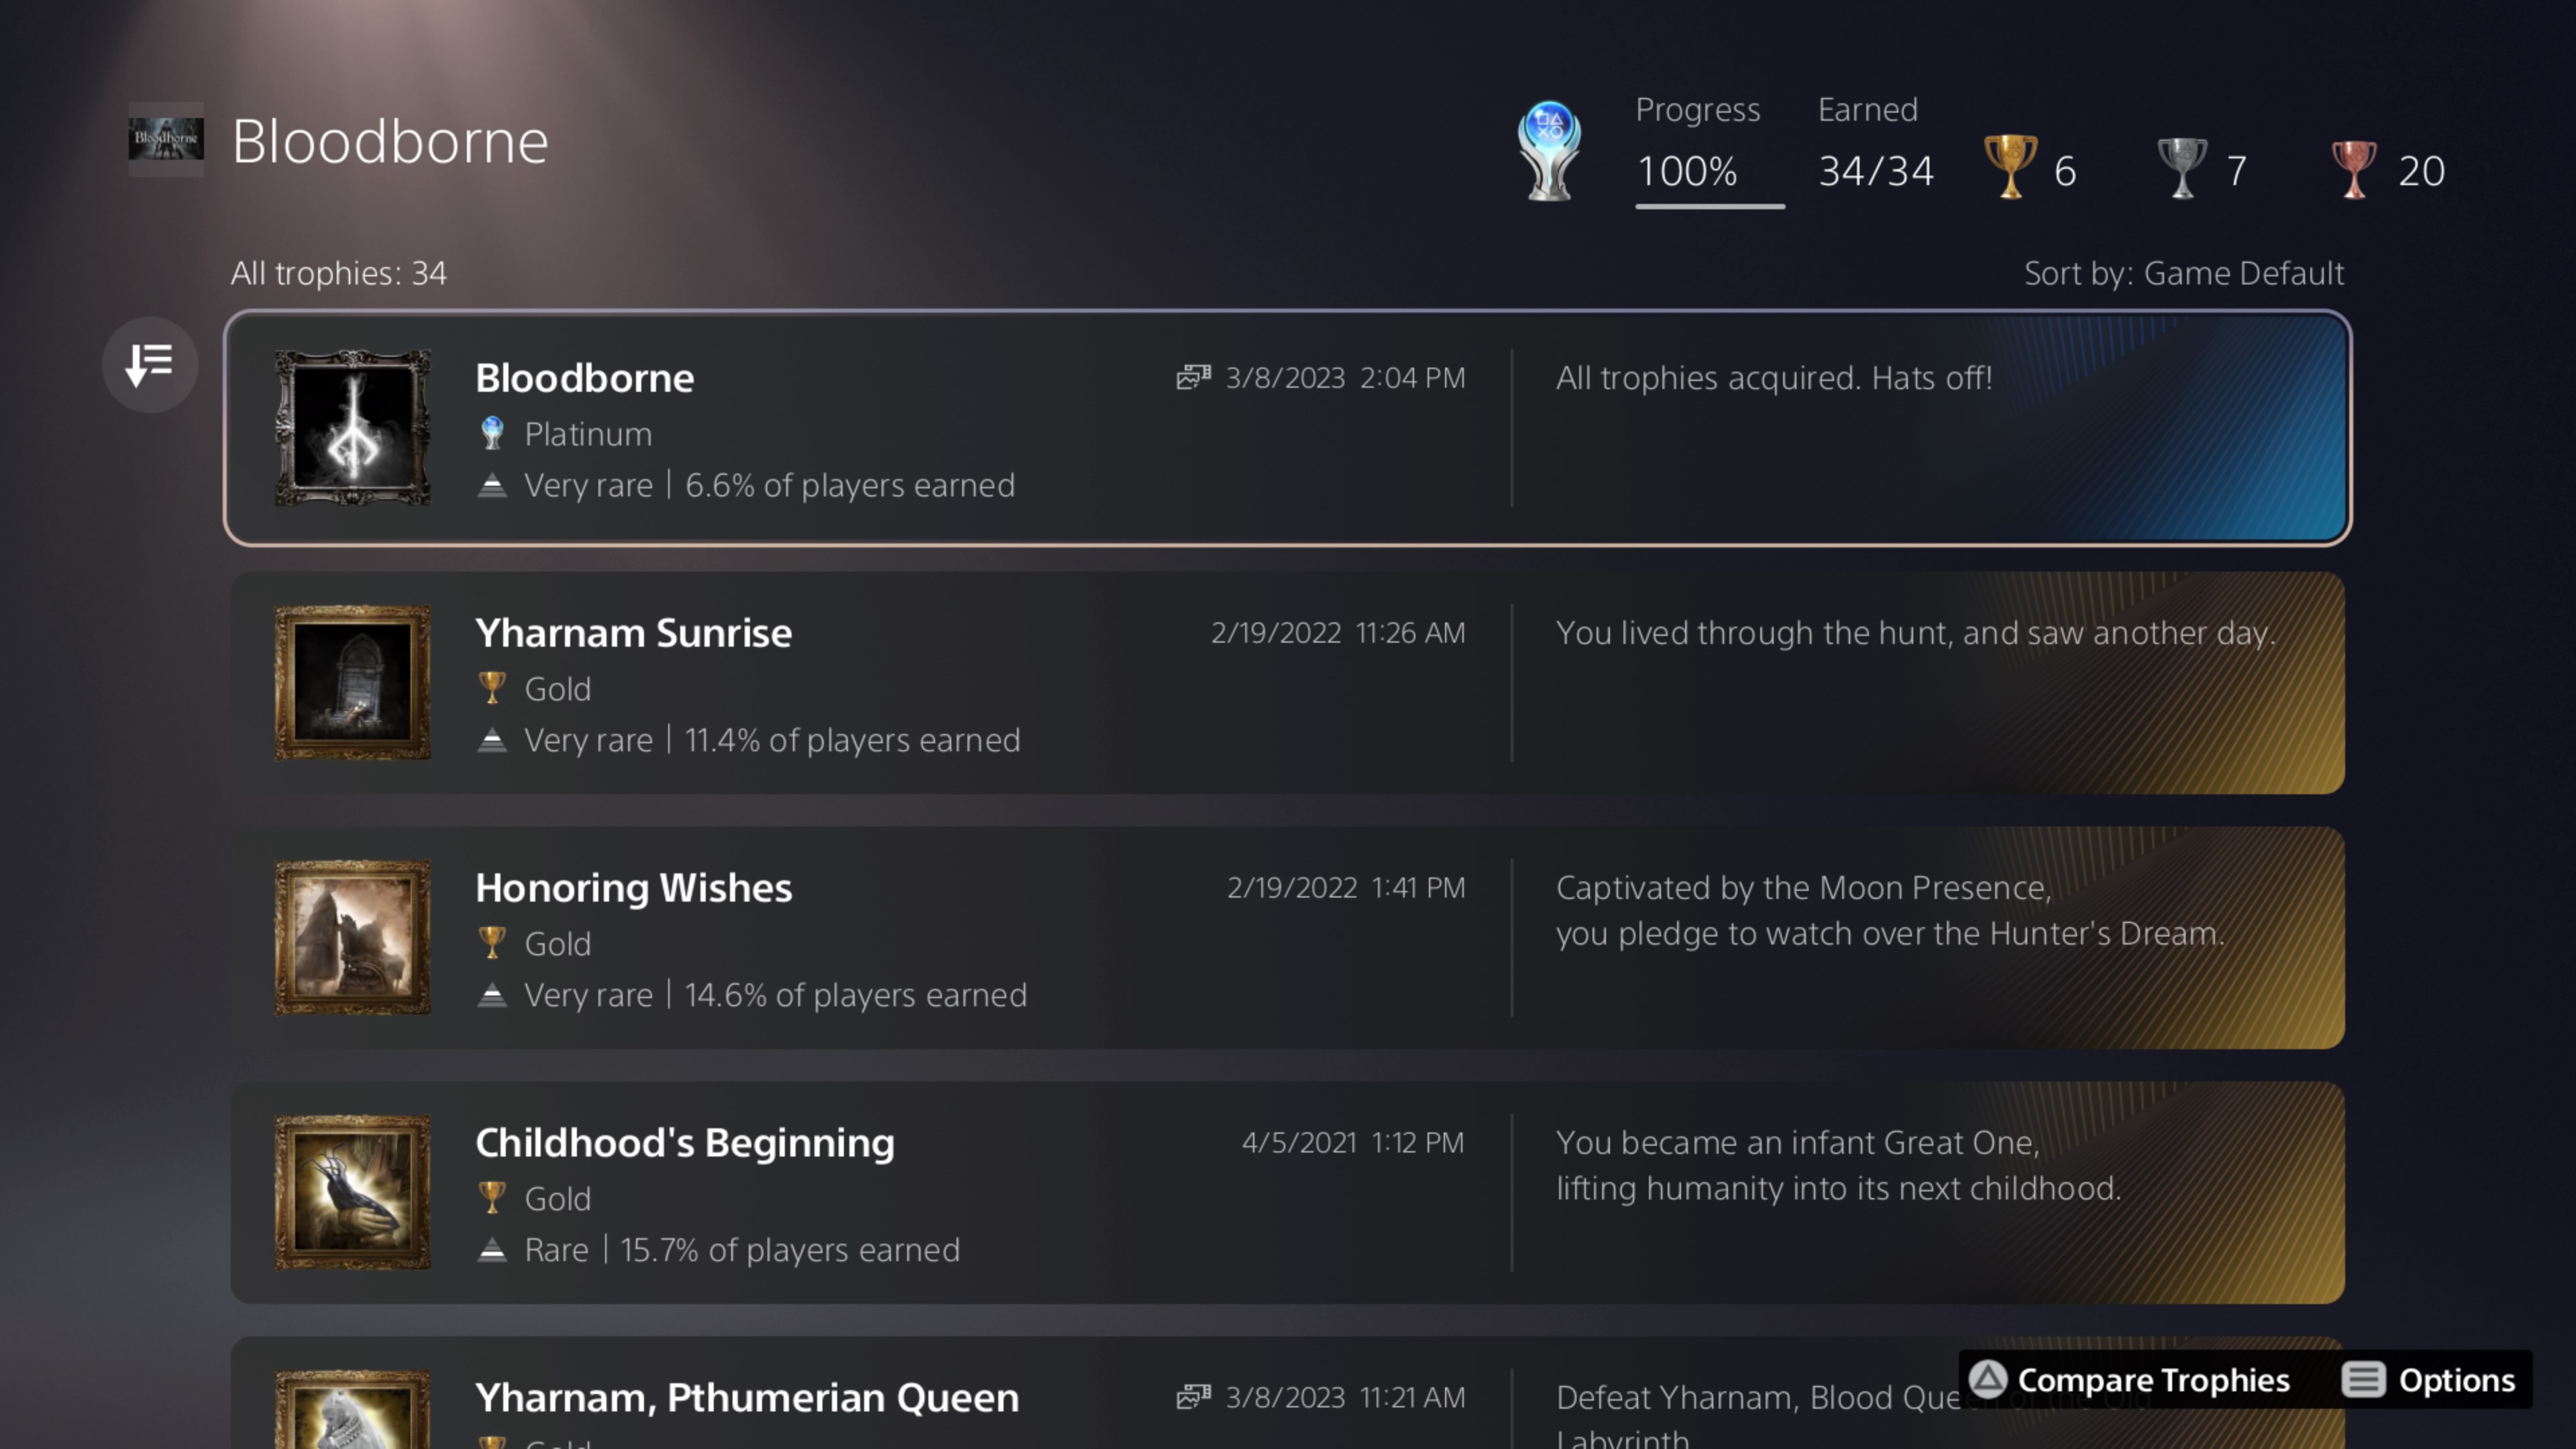 Bloodborne
Bloodborne
Progress
Earned
100%
34/34
6
7
20
All trophies: 34
Sort by: Game Default
Bloodborne
3/8/2023 2:04 PM
All trophies acquired. Hats off!
Platinum
Very rare | 6.6% of players earned
Yharnam Sunrise
2/19/2022 11:26 AM
You lived through the hunt, and saw another day.
Gold
Very rare | 11.4% of players earned
Honoring Wishes
2/19/2022 1:41 PM
Captivated by the Moon Presence,
you pledge to watch over the Hunter's Dream.
Gold
Very rare | 14.6% of players earned
Childhood's Beginning
4/5/2021 1:12 PM
You became an infant Great One,
lifting humanity into its next childhood.
Gold
Rare | 15.7% of players earned
Yharnam, Pthumerian Queen
3/8/2023 11:21 AM
Defeat Yharnam, Blood Queen of the Old
Labyrinth
Gold
Compare Trophies
Options